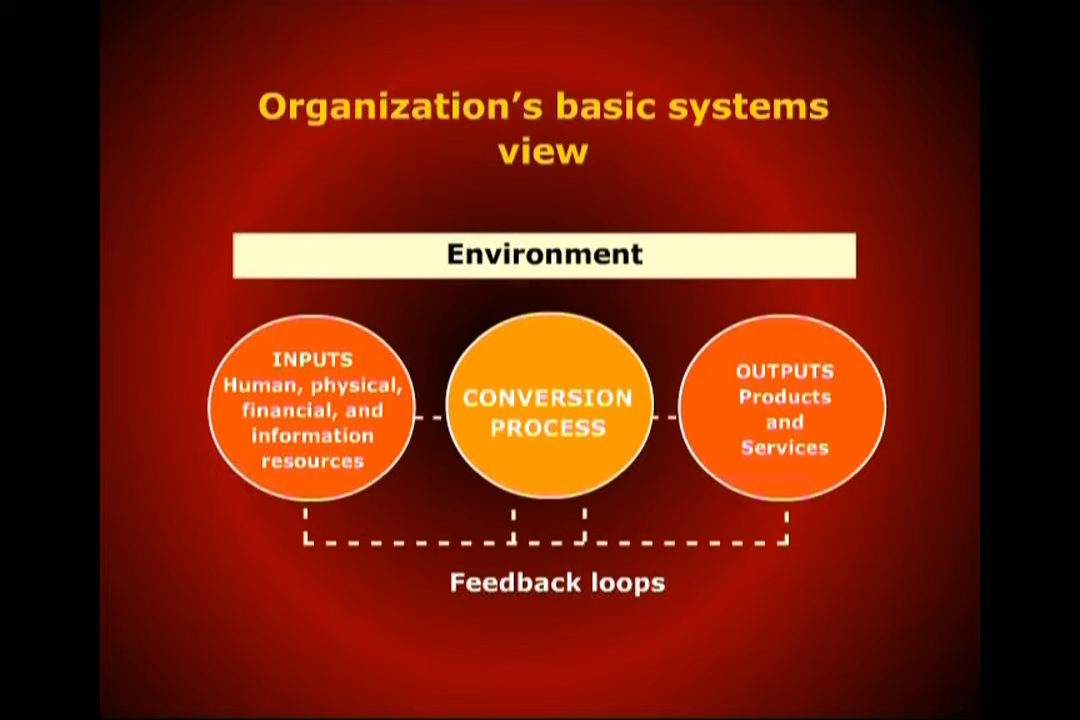 Organization’s basic systems
view
Environment
INPUTS
Human, physical,
financial, and
information
resources
CONVERSION
PROCESS
OUTPUTS
Products
and
Services
Feedback loops